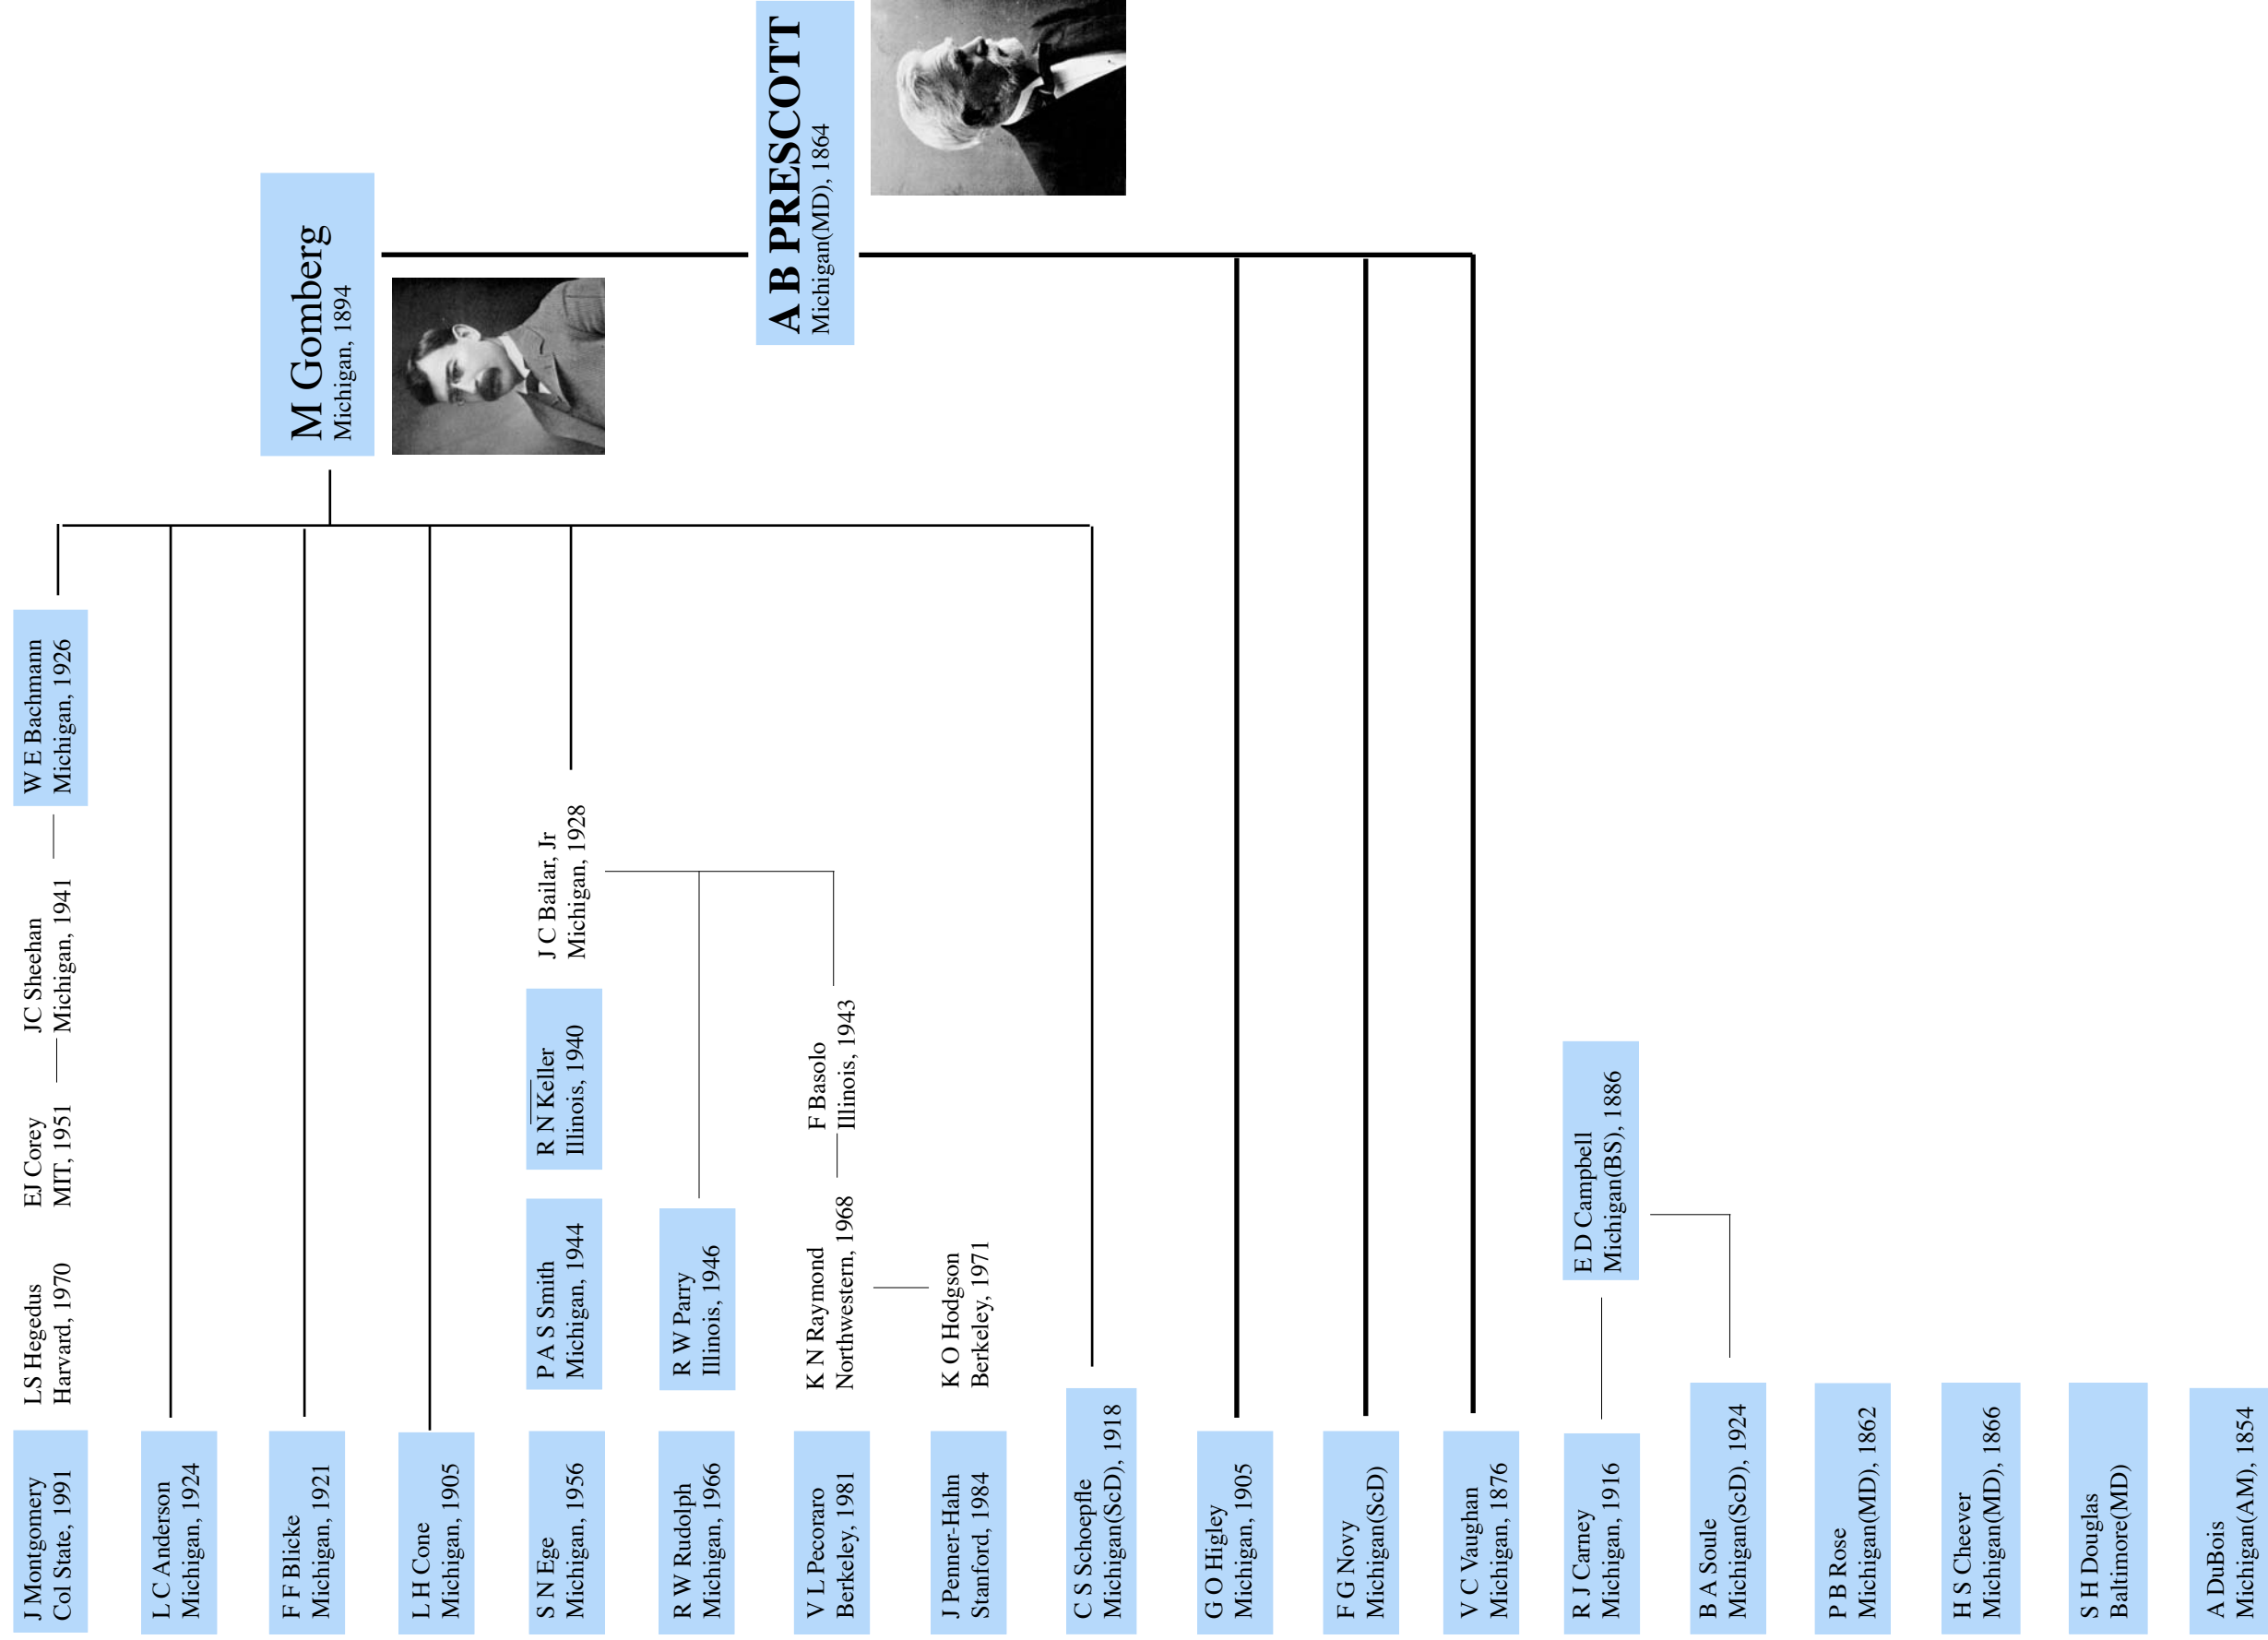 A B PRESCOTT
Michigan(MD), 1864
M Gomberg
Michigan, 1894
W E Bachmann
Michigan, 1926
JC Sheehan
Michigan, 1941
EJ Corey
MIT, 1951
LS Hegedus
Harvard, 1970
J Montgomery
Col State, 1991
L C Anderson
Michigan, 1924
F F Blicke
Michigan, 1921
L H Cone
Michigan, 1905
J C Bailar, Jr
Michigan, 1928
R N Keller
Illinois, 1940
P A S Smith
Michigan, 1944
S N Ege
Michigan, 1956
R W Parry
Illinois, 1946
R W Rudolph
Michigan, 1966
F Basolo
Illinois, 1943
K N Raymond
Northwestern, 1968
V L Pecoraro
Berkeley, 1981
K O Hodgson
Berkeley, 1971
J Penner-Hahn
Stanford, 1984
C S Schoepfle
Michigan(ScD), 1918
G O Higley
Michigan, 1905
F G Novy
Michigan(ScD)
V C Vaughan
Michigan, 1876
E D Campbell
Michigan(BS), 1886
R J Carney
Michigan, 1916
B A Soule
Michigan(ScD), 1924
P B Rose
Michigan(MD), 1862
H S Cheever
Michigan(MD), 1866
S H Douglas
Baltimore(MD)
A DuBois
Michigan(AM), 1854